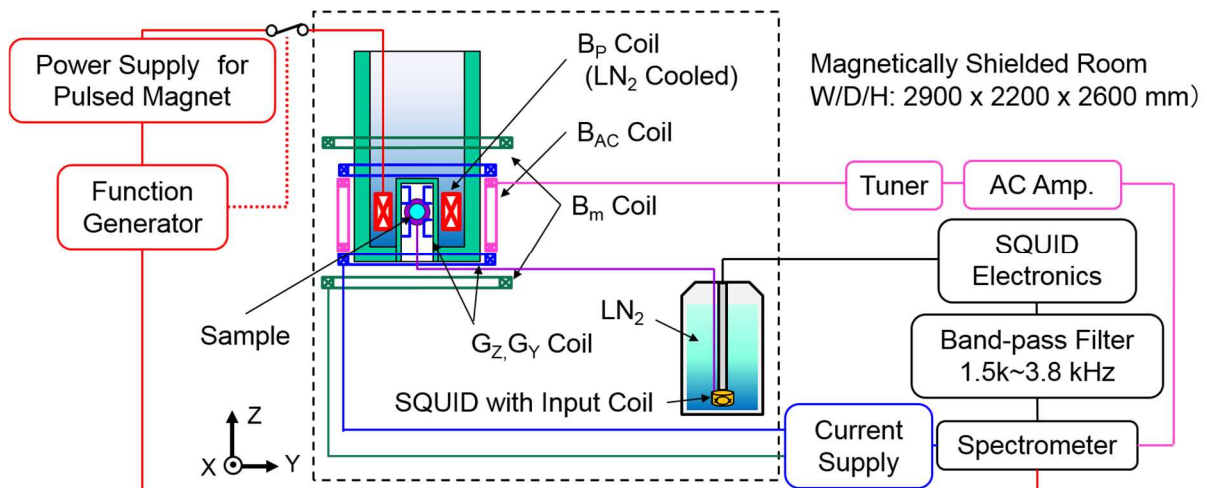 Power Supply for
Pulsed Magnet
Function
Generator
B_P Coil
(LN_2 Cooled)
B_AC Coil
B_m Coil
Sample
G_Z, G_Y Coil
LN_2
SQUID with Input Coil
Z
X
Y
Magnetically Shielded Room
W/D/H: 2900 x 2200 x 2600 mm）
Tuner
AC Amp.
SQUID
Electronics
Band-pass Filter
1.5k~3.8 kHz
Current
Supply
Spectrometer